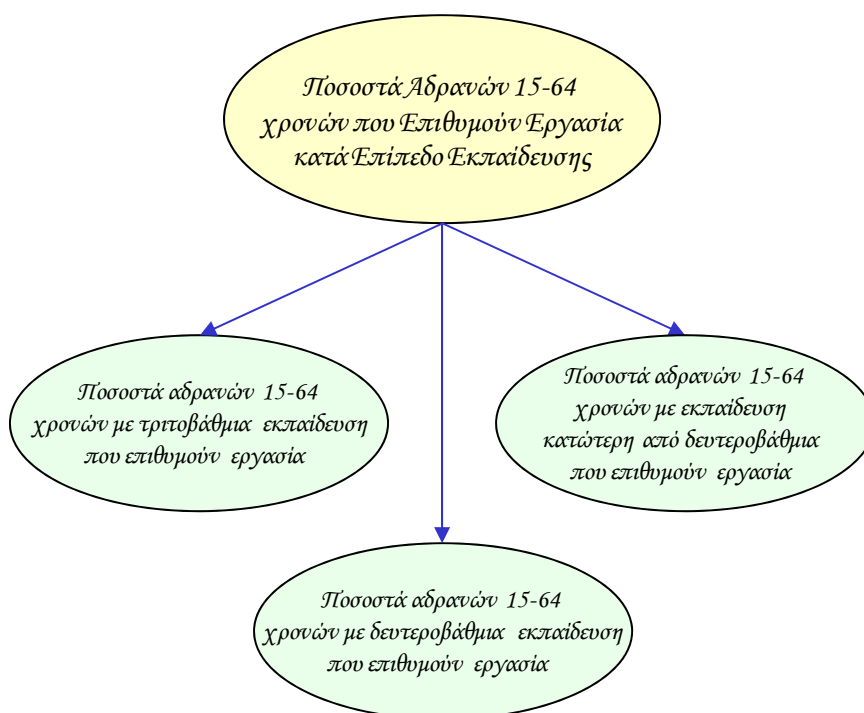 Ποσοστά Αδρανών 15-64
χρονών που Επιθυμούν Εργασία
κατά Επίπεδο Εκπαίδευσης
Ποσοστά αδρανών 15-64
χρονών με τριτοβάθμια εκπαίδευση
που επιθυμούν εργασία
Ποσοστά αδρανών 15-64
χρονών με εκπαίδευση
κατώτερη από δευτεροβάθμια
που επιθυμούν εργασία
Ποσοστά αδρανών 15-64
χρονών με δευτεροβάθμια εκπαίδευση
που επιθυμούν εργασία